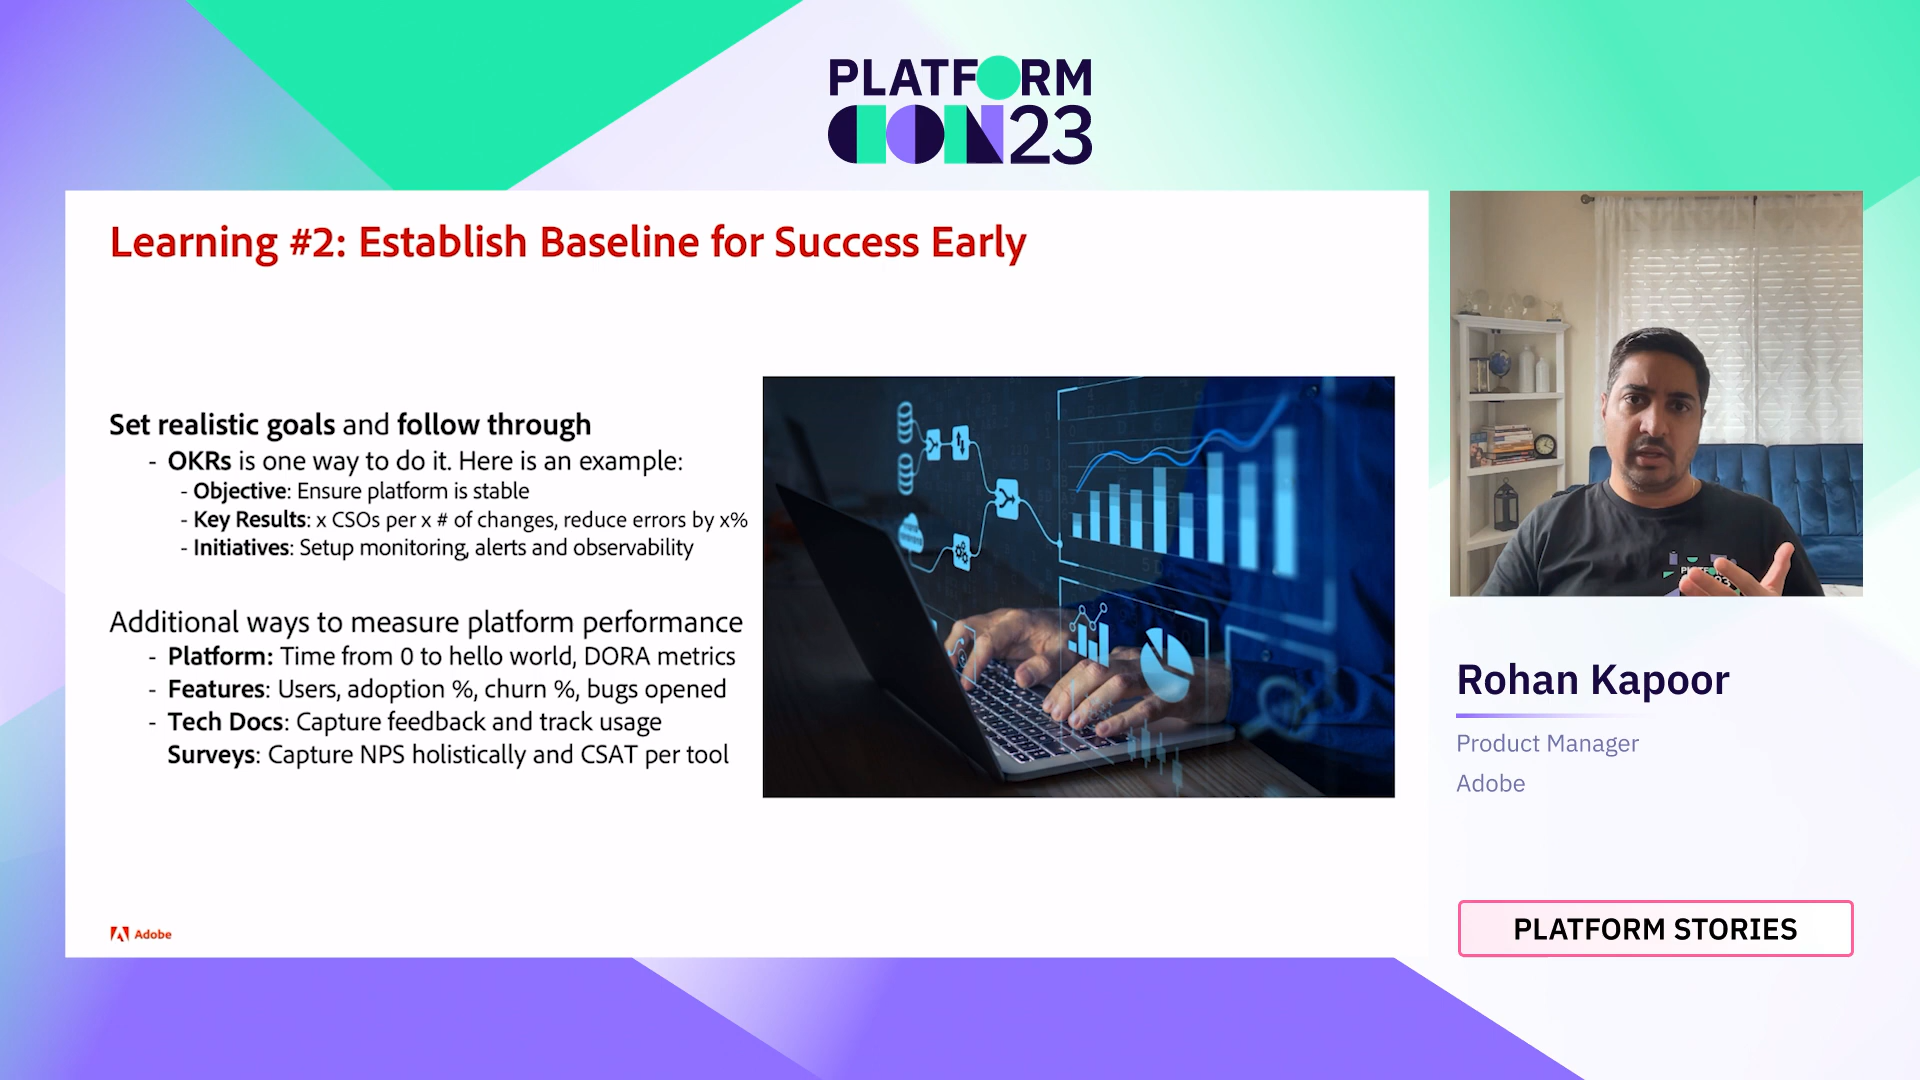 PLATFORM
CON23
Learning #2: Establish Baseline for Success Early
Set realistic goals and follow through
- OKRs is one way to do it. Here is an example:
- Objective: Ensure platform is stable
- Key Results: x CSOs per x # of changes, reduce errors by x%
- Initiatives: Setup monitoring, alerts and observability
Additional ways to measure platform performance
- Platform: Time from 0 to hello world, DORA metrics
- Features: Users, adoption %, churn %, bugs opened
- Tech Docs: Capture feedback and track usage
Surveys: Capture NPS holistically and CSAT per tool
Adobe
Rohan Kapoor
Product Manager
Adobe
PLATFORM STORIES